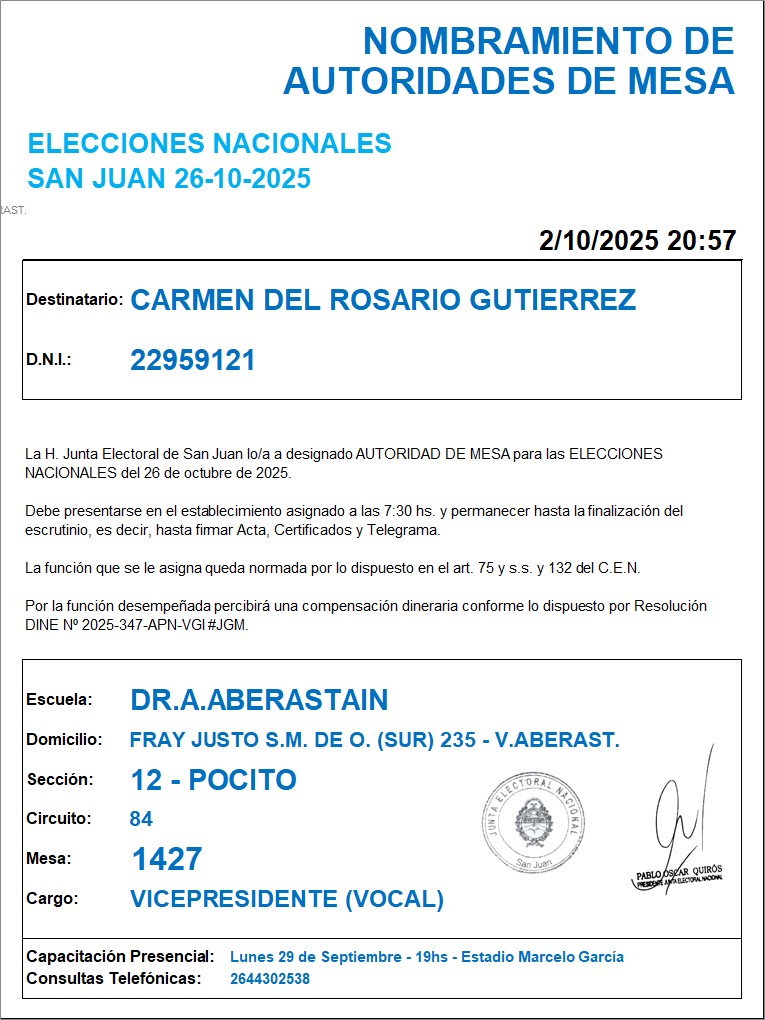 NOMBRAMIENTO DE
AUTORIDADES DE MESA
ELECCIONES NACIONALES
SAN JUAN 26-10-2025
RAST.
2/10/2025 20:57
Destinatario: CARMEN DEL ROSARIO GUTIERREZ
D.N.I.: 22959121
La H. Junta Electoral de San Juan lo/a a designado AUTORIDAD DE MESA para las ELECCIONES
NACIONALES del 26 de octubre de 2025.
Debe presentarse en el establecimiento asignado a las 7:30 hs. y permanecer hasta la finalización del
escrutinio, es decir, hasta firmar Acta, Certificados y Telegrama.
La función que se le asigna queda normada por lo dispuesto en el art. 75 y s.s. y 132 del C.E.N.
Por la función desempeñada percibirá una compensación dineraria conforme lo dispuesto por Resolución
DINE Nº 2025-347-APN-VGI#JGM.
Escuela: DR.A.ABERASTAIN
Domicilio: FRAY JUSTO S.M. DE O. (SUR) 235 - V.ABERAST.
Sección: 12 - POCITO
Circuito: 84
Mesa: 1427
Cargo: VICEPRESIDENTE (VOCAL)
JUNTA ELECTORAL NACIONAL
San Juan
PABLO OSCAR QUIRÓS
PRESIDENTE JUNTA ELECTORAL NACIONAL
Capacitación Presencial: Lunes 29 de Septiembre - 19hs - Estadio Marcelo García
Consultas Telefónicas: 2644302538